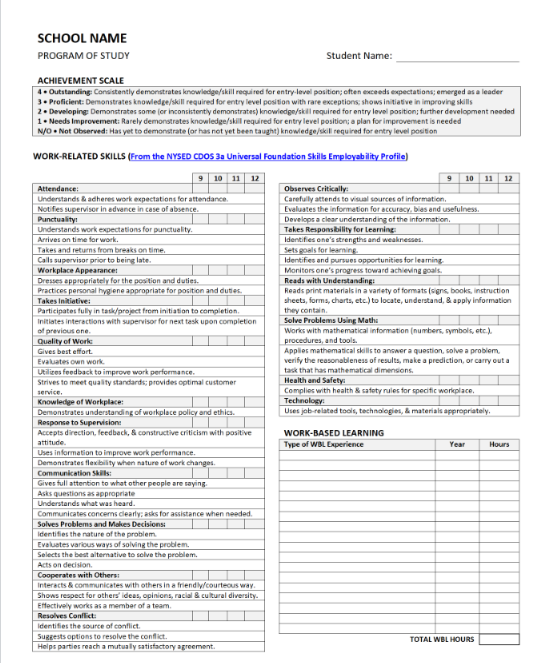 SCHOOL NAME
PROGRAM OF STUDY
Student Name:
ACHIEVEMENT SCALE
4 • Outstanding: Consistently demonstrates knowledge/skill required for entry-level position; often exceeds expectations; emerged as a leader
3 • Proficient: Demonstrates knowledge/skill required for entry level position with rare exceptions; shows initiative in improving skills
2 • Developing: Demonstrates some (or inconsistently demonstrates) knowledge/skill required for entry level position; further development needed
1 • Needs Improvement: Rarely demonstrates knowledge/skill required for entry level position; a plan for improvement is needed
N/O • Not Observed: Has yet to demonstrate (or has not yet been taught) knowledge/skill required for entry level position
WORK-RELATED SKILLS (From the NYSED CDOS 3a Universal Foundation Skills Employability Profile)
9 10 11 12
Attendance:
Understands & adheres work expectations for attendance.
Notifies supervisor in advance in case of absence.
Punctuality:
Understands work expectations for punctuality.
Arrives on time for work.
Takes and returns from breaks on time.
Calls supervisor prior to being late.
Workplace Appearance:
Dresses appropriately for the position and duties.
Practices personal hygiene appropriate for position and duties.
Takes Initiative:
Participates fully in task/project from initiation to completion.
Initiates interactions with supervisor for next task upon completion
of previous one.
Quality of Work:
Gives best effort.
Evaluates own work.
Utilizes feedback to improve work performance.
Strives to meet quality standards; provides optimal customer
service.
Knowledge of Workplace:
Demonstrates understanding of workplace policy and ethics.
Response to Supervision:
Accepts direction, feedback, & constructive criticism with positive
attitude.
Uses information to improve work performance.
Demonstrates flexibility when nature of work changes.
Communication Skills:
Gives full attention to what other people are saying.
Asks questions as appropriate
Understands what was heard.
Communicates concerns clearly; asks for assistance when needed.
Solves Problems and Makes Decisions:
Identifies the nature of the problem.
Evaluates various ways of solving the problem.
Selects the best alternative to solve the problem.
Acts on decision.
Cooperates with Others:
Interacts & communicates with others in a friendly/courteous way.
Shows respect for others' ideas, opinions, racial & cultural diversity.
Effectively works as a member of a team.
Resolves Conflict:
Identifies the source of conflict.
Suggests options to resolve the conflict.
Helps parties reach a mutually satisfactory agreement.
9 10 11 12
Observes Critically:
Carefully attends to visual sources of information.
Evaluates the information for accuracy, bias and usefulness.
Develops a clear understanding of the information.
Takes Responsibility for Learning:
Identifies one's strengths and weaknesses.
Sets goals for learning.
Identifies and pursues opportunities for learning.
Monitors one's progress toward achieving goals.
Reads with Understanding:
Reads print materials in a variety of formats (signs, books, instruction
sheets, forms, charts, etc.) to locate, understand, & apply information
they contain.
Solve Problems Using Math:
Works with mathematical information (numbers, symbols, etc.),
procedures, and tools.
Applies mathematical skills to answer a question, solve a problem,
verify the reasonableness of results, make a prediction, or carry out a
task that has mathematical dimensions.
Health and Safety:
Complies with health & safety rules for specific workplace.
Technology:
Uses job-related tools, technologies, & materials appropriately.
WORK-BASED LEARNING
Type of WBL Experience Year Hours
TOTAL WBL HOURS